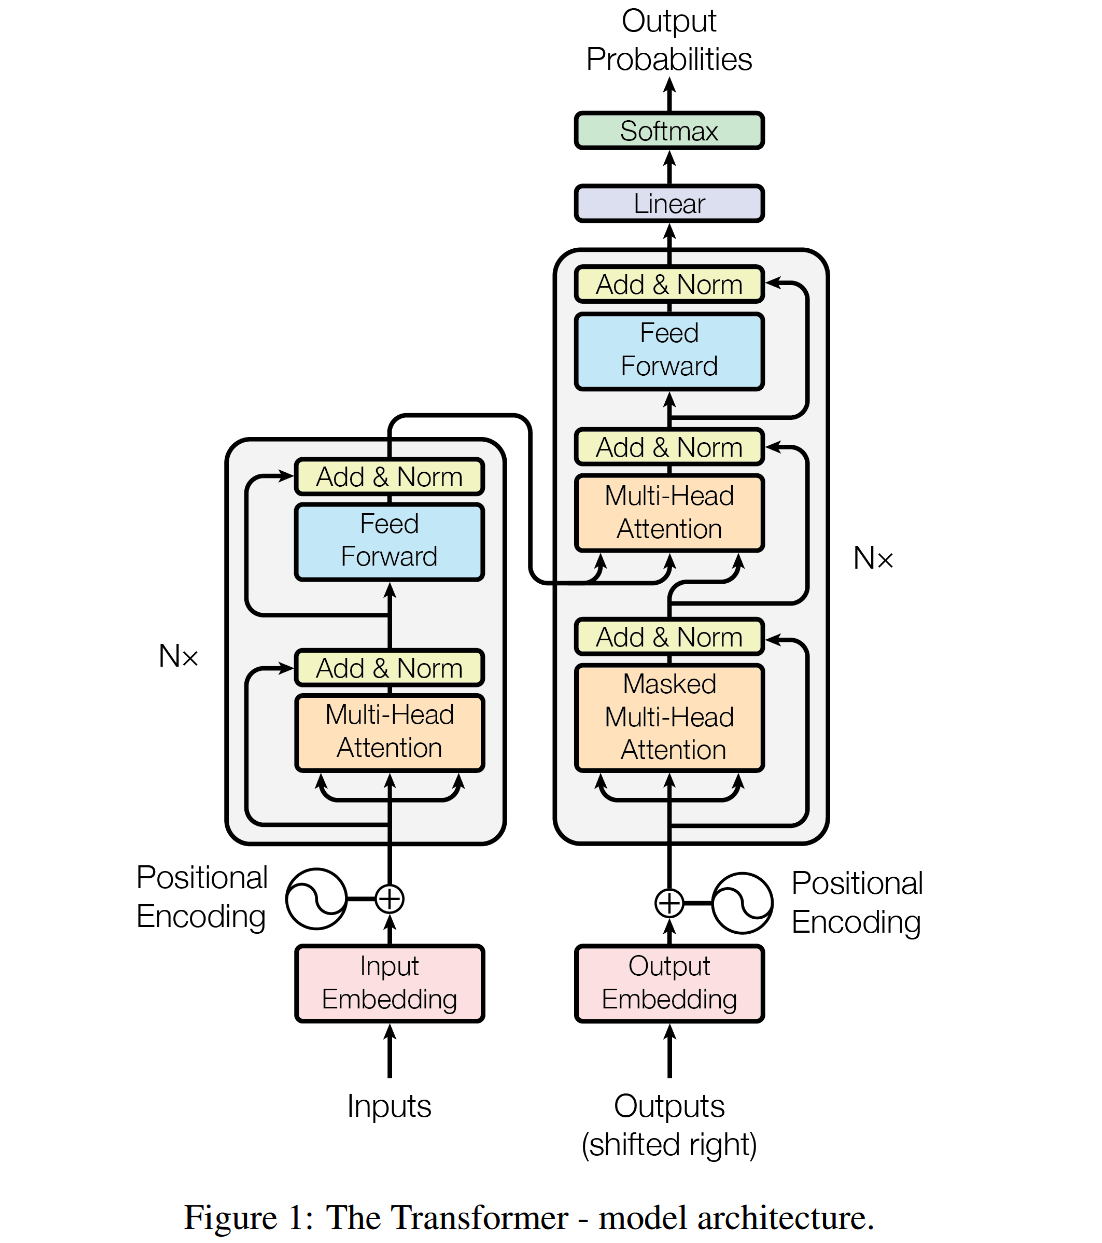 Output
Probabilities
Softmax
Linear
Add & Norm
Feed
Forward
Add & Norm
Multi-Head
Attention
Add & Norm
Masked
Multi-Head
Attention
N×
Add & Norm
Feed
Forward
Add & Norm
Multi-Head
Attention
N×
Positional
Encoding
Positional
Encoding
Input
Embedding
Output
Embedding
Inputs
Outputs
(shifted right)
Figure 1: The Transformer - model architecture.